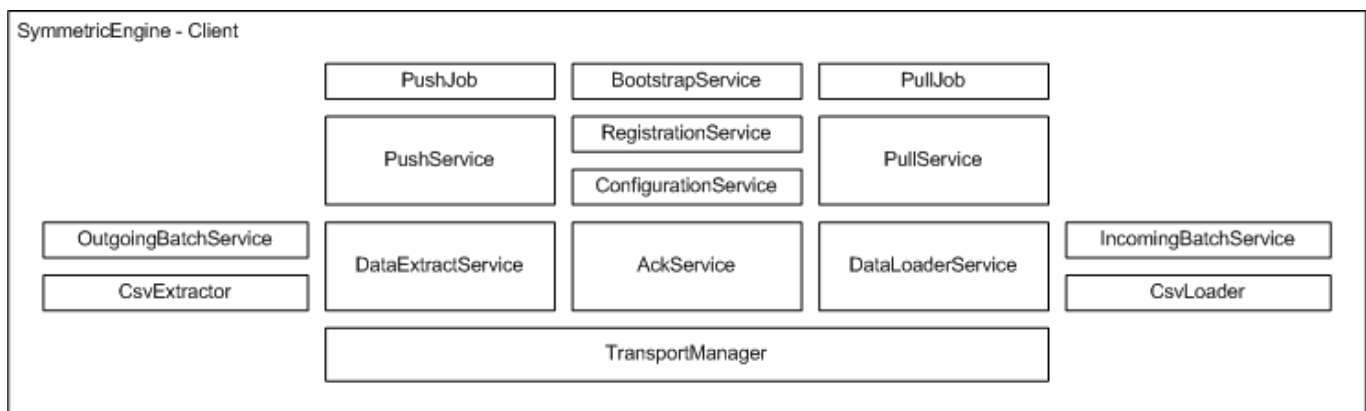 SymmetricEngine - Client
PushJob
BootstrapService
PullJob
PushService
RegistrationService
PullService
ConfigurationService
OutgoingBatchService
DataExtractService
AckService
DataLoaderService
IncomingBatchService
CsvExtractor
CsvLoader
TransportManager